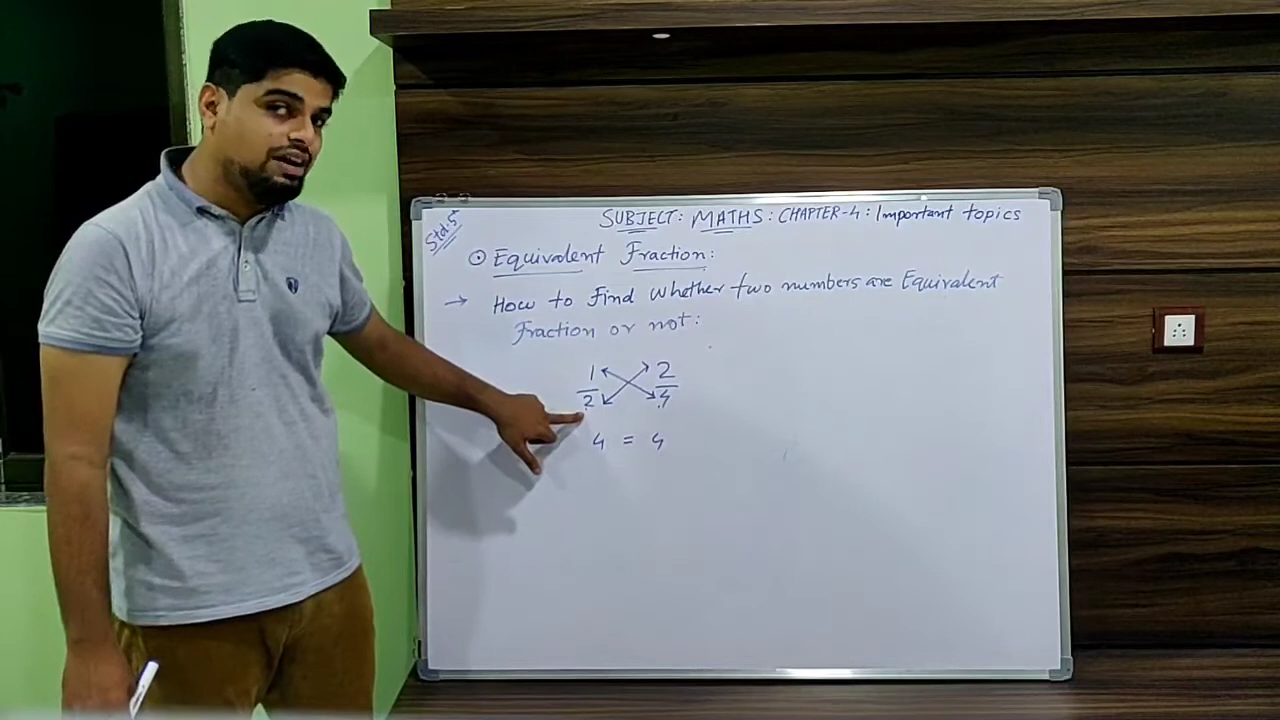 Std:5
SUBJECT: MATHS: CHAPTER-4: Important topics
Equivalent Fraction:
→ How to Find whether two numbers are Equivalent
Fraction or not:
1 2
2 4
4 = 4